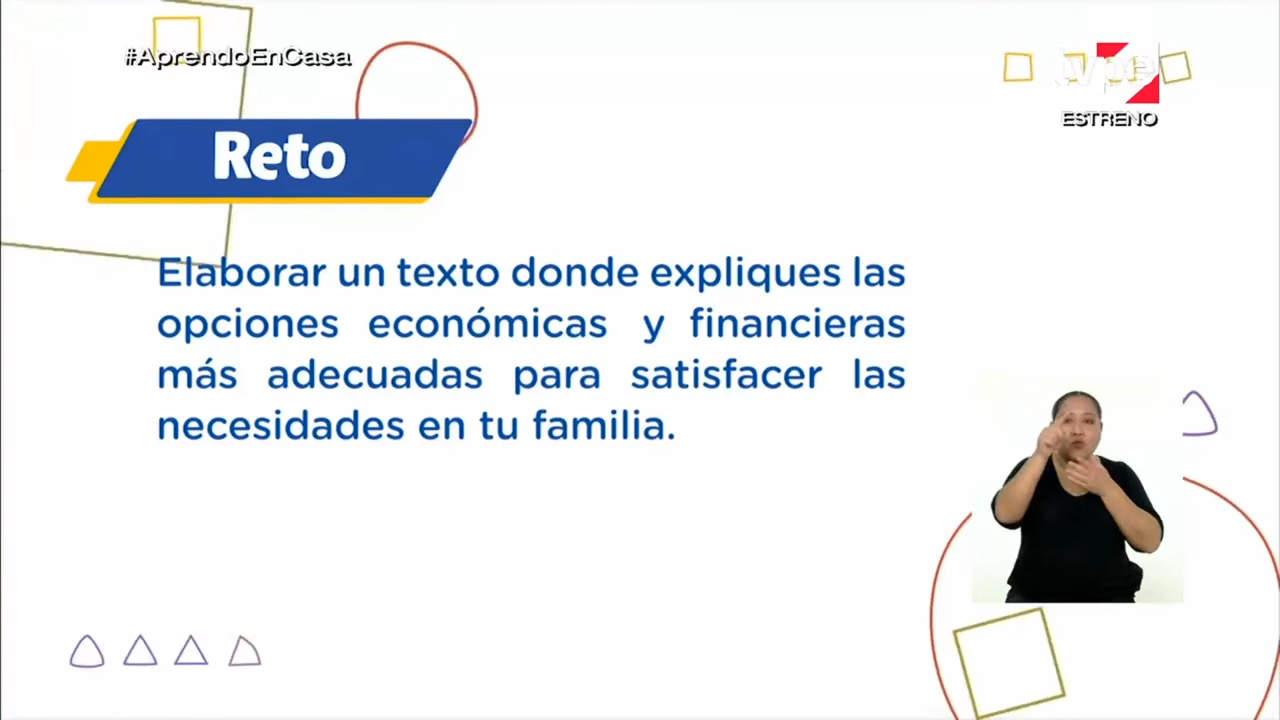 #AprendoEnCasa
tvpe
ESTRENO
Reto
Elaborar un texto donde expliques las
opciones económicas y financieras
más adecuadas para satisfacer las
necesidades en tu familia.